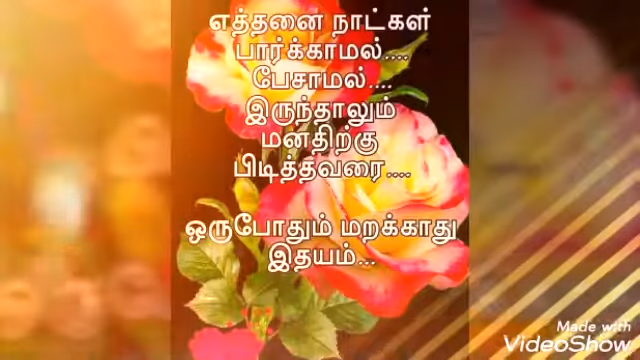 எத்தனை நாட்கள்
பார்க்காமல்....
பேசாமல்....
இருந்தாலும்
மனதிற்கு
பிடித்தவரை....
ஒருபோதும் மறக்காது
இதயம்...
Made with
VideoShow